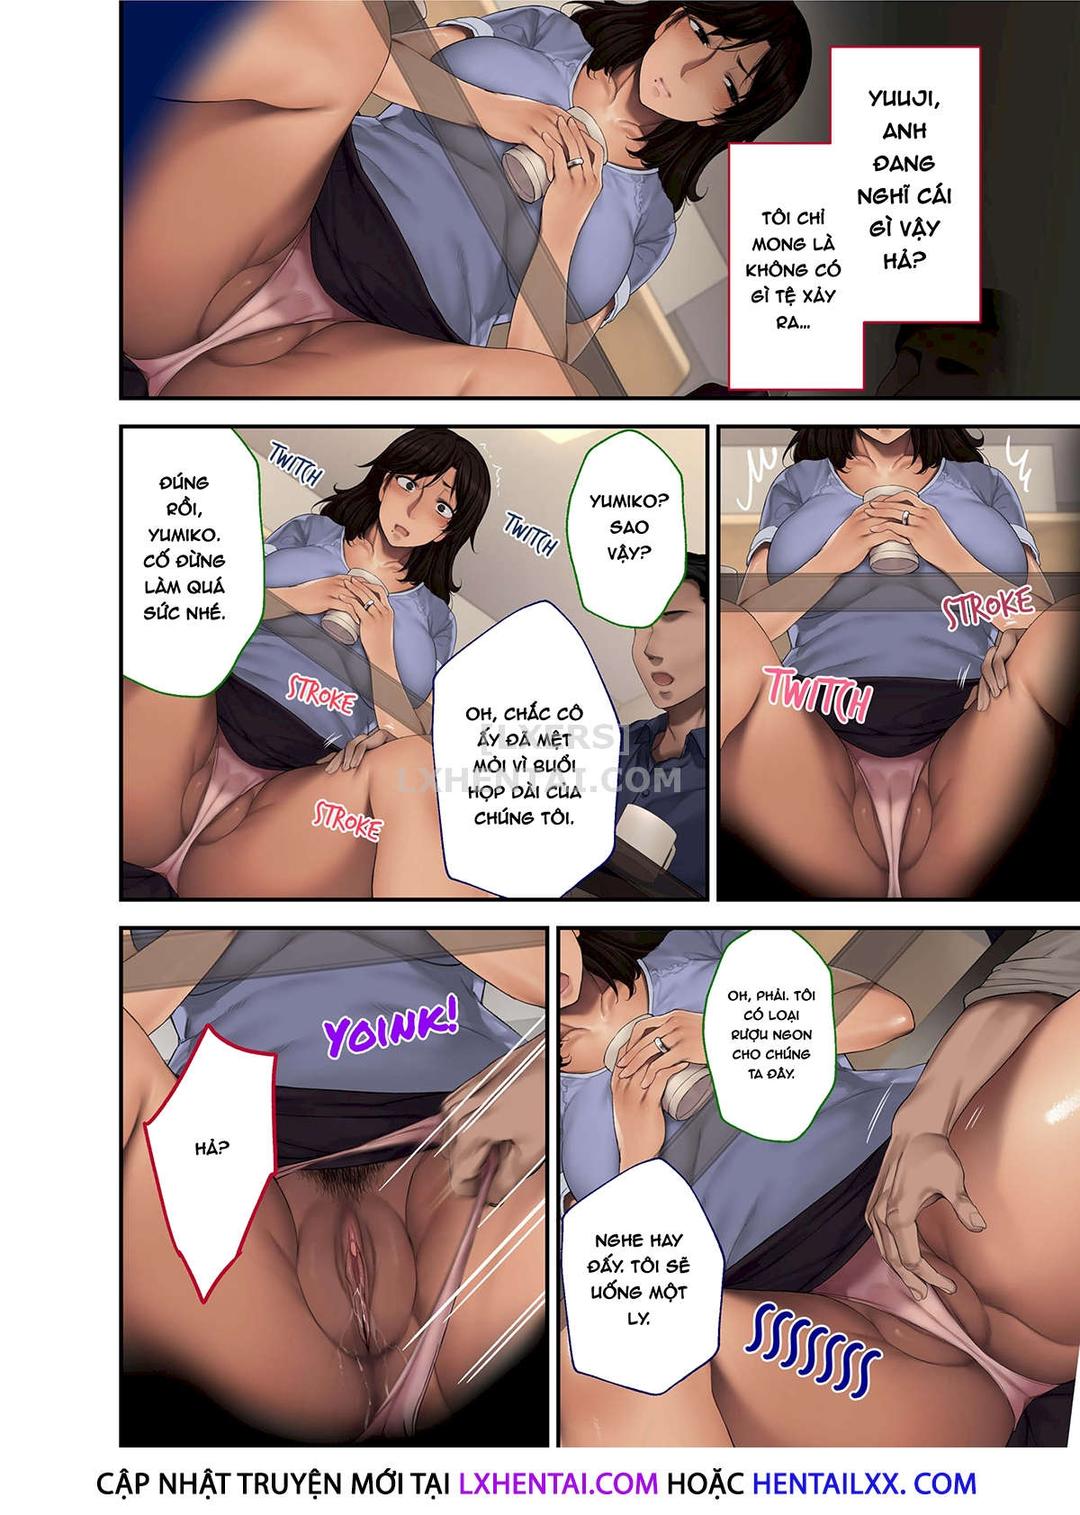 YUUJI,
ANH
ĐANG
NGHĨ CÁI
GÌ VẬY
HẢ?
TÔI CHỈ
MONG LÀ
KHÔNG CÓ
GÌ TỆ XẢY
RA...
STROKE
TWITCH
YUMIKO?
SAO
VẬY?
TWITCH
TWITCH
ĐÚNG
RỒI,
YUMIKO.
CỐ ĐỪNG
LÀM QUÁ
SỨC NHÉ.
STROKE
STROKE
OH, CHẮC CÔ
ẤY ĐÃ MỆT
MỎI VÌ BUỔI
HỌP DÀI CỦA
CHÚNG TÔI.
[LXERS]
LXHENTAI.COM
OH, PHẢI. TÔI
CÓ LOẠI
RƯỢU NGON
CHO CHÚNG
TA ĐÂY.
NGHE HAY
ĐẤY. TÔI SẼ
UỐNG MỘT
LY.
SSSSSSS
YOINK!
HẢ?
CẬP NHẬT TRUYỆN MỚI TẠI LXHENTAI.COM HOẶC HENTAILXX. COM